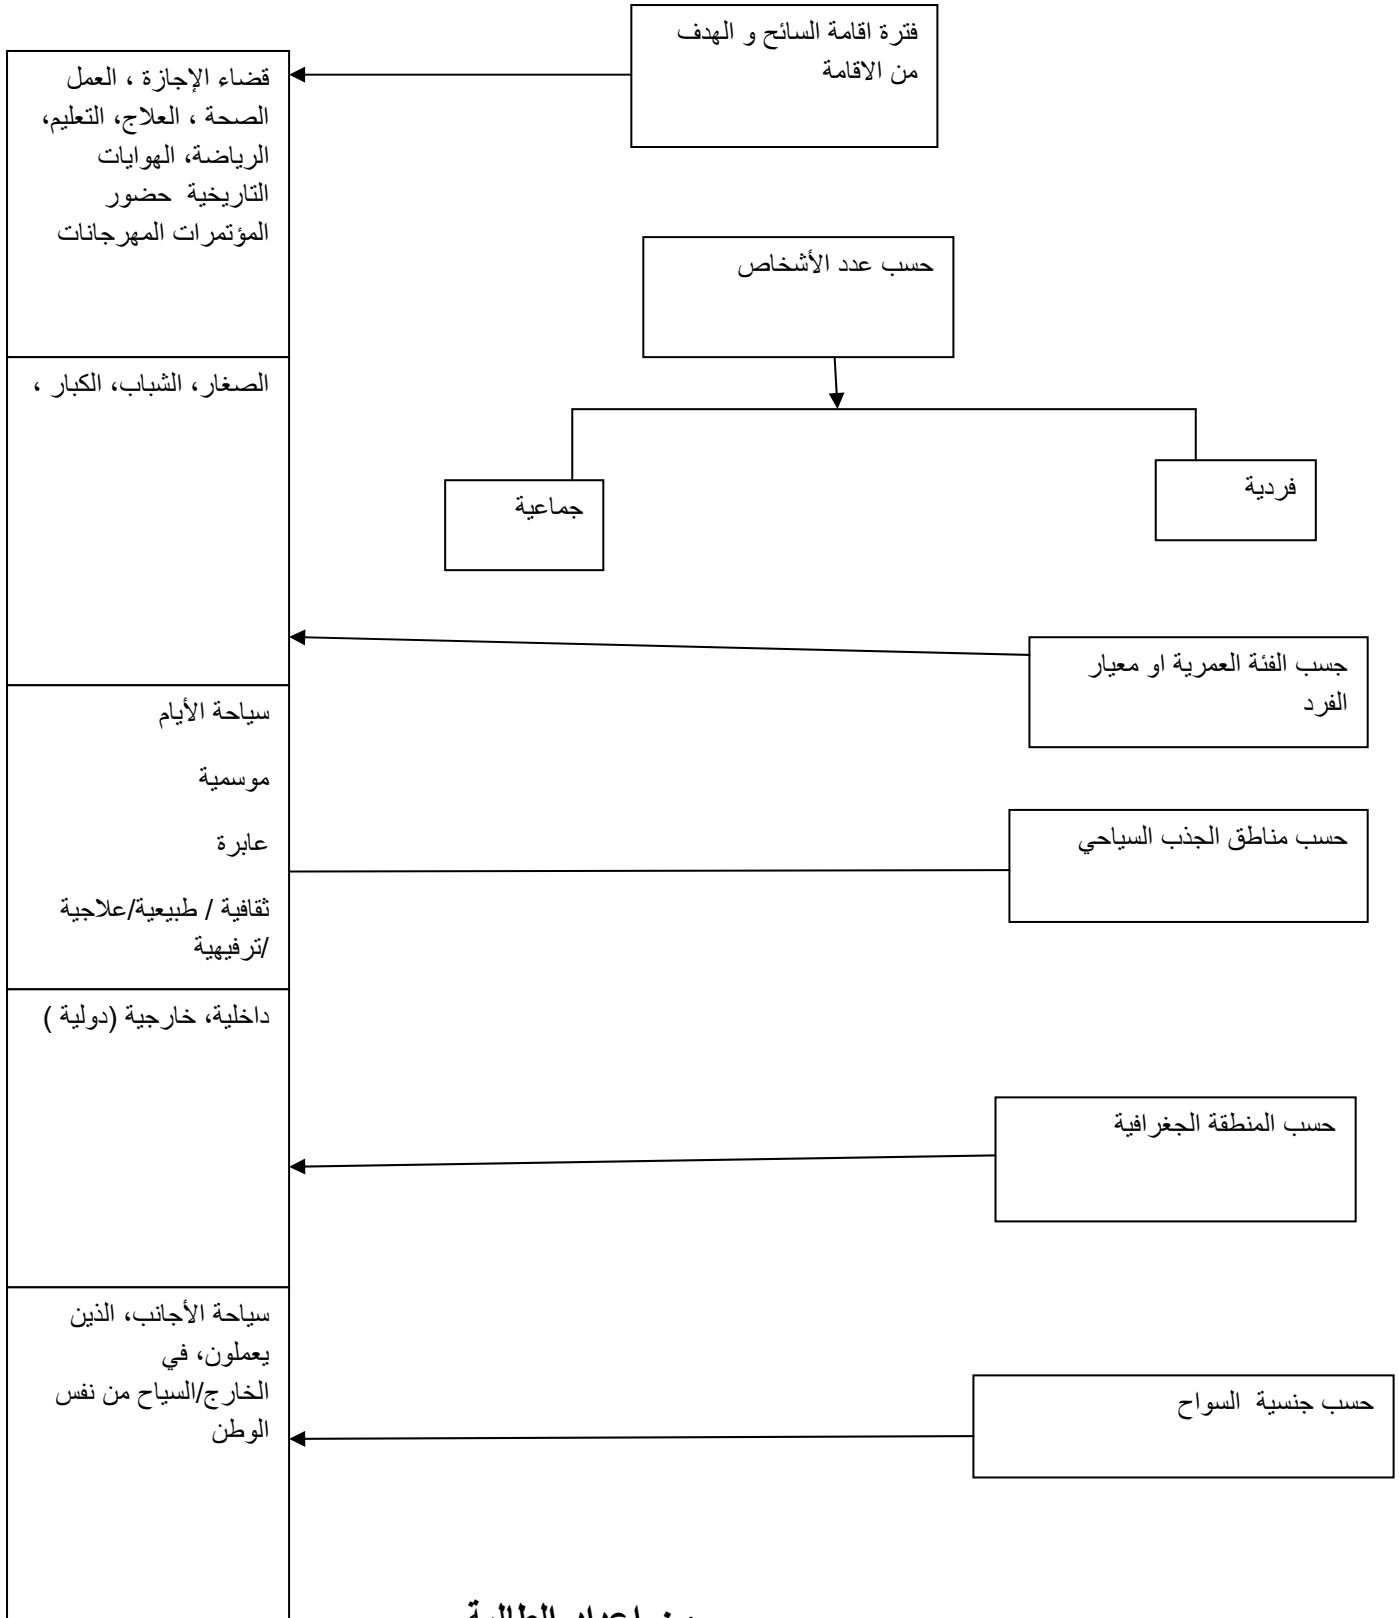 فترة اقامة السائح و الهدف
من الاقامة
قضاء الإجازة ، العمل
الصحة ، العلاج، التعليم،
الرياضة، الهوايات
التاريخية حضور
المؤتمرات المهرجانات
حسب عدد الأشخاص
فردية
جماعية
جسب الفئة العمرية او معيار
الفرد
الصغار، الشباب، الكبار ،
حسب مناطق الجذب السياحي
سياحة الأيام
موسمية
عابرة
ثقافية / طبيعية/علاجية
/ترفيهية
حسب المنطقة الجغرافية
داخلية، خارجية (دولية )
حسب جنسية السواح
سياحة الأجانب، الذين
يعملون، في
الخارج/السياح من نفس
الوطن
من اعداد الطالبة